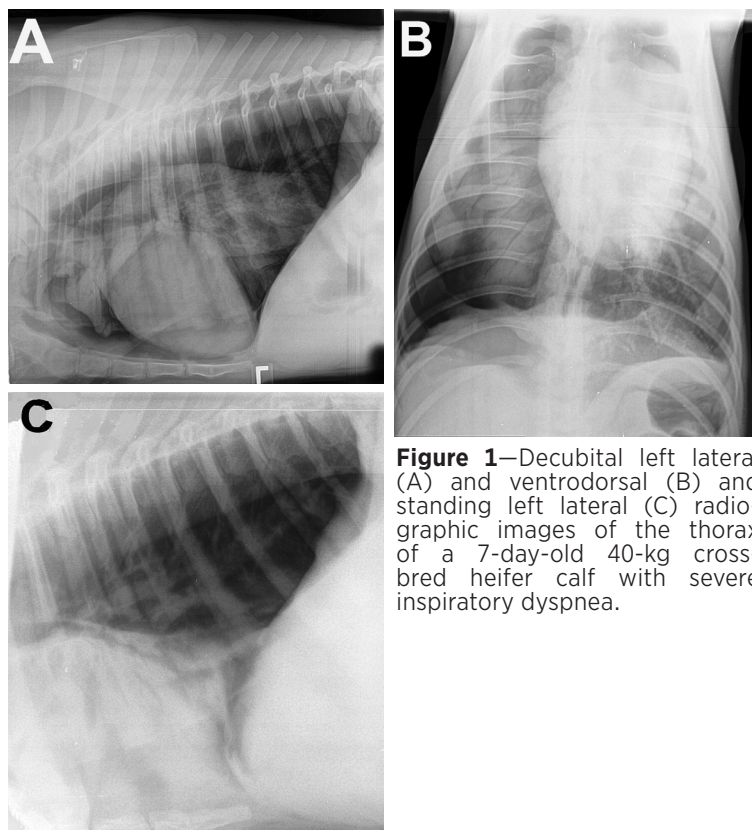 A
B
L
C
Figure 1—Decubital left latera
(A) and ventrodorsal (B) and
standing left lateral (C) radio-
graphic images of the thorax
of a 7-day-old 40-kg cross-
bred heifer calf with severe
inspiratory dyspnea.